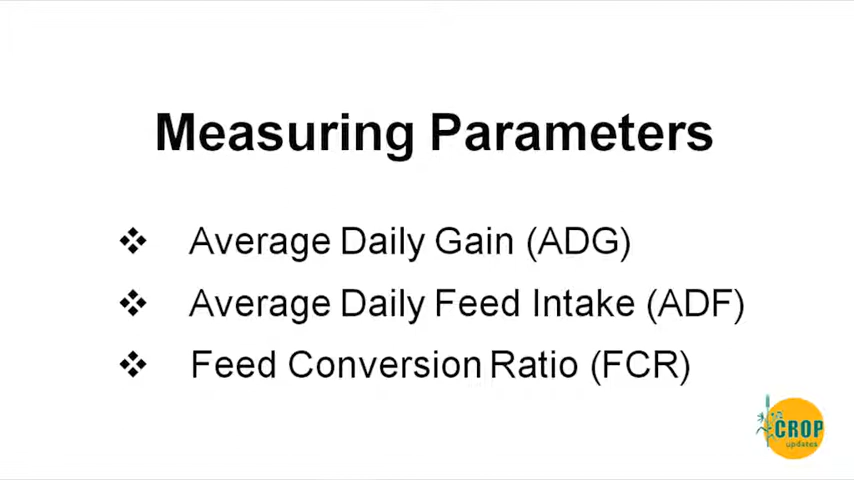 Measuring Parameters
❖ Average Daily Gain (ADG)
❖ Average Daily Feed Intake (ADF)
❖ Feed Conversion Ratio (FCR)
CROP
updates